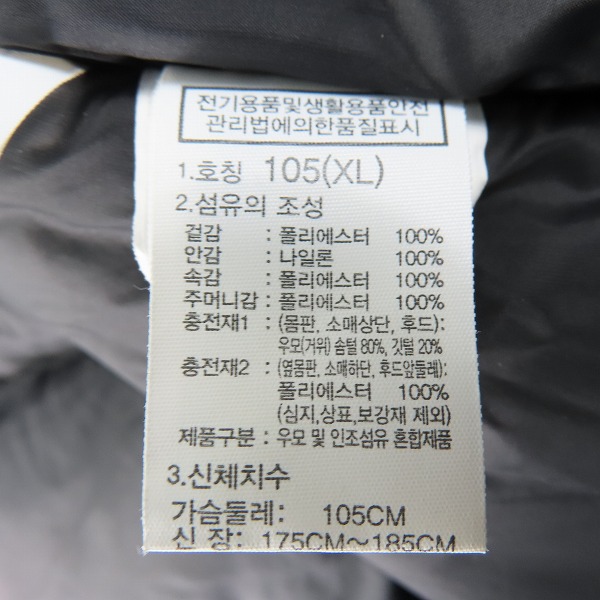 전기용품및생활용품안전
관리법에의한품질표시
1.호칭 105(XL)
2.섬유의 조성
겉감 : 폴리에스터 100%
안감 : 나일론 100%
속감 : 폴리에스터 100%
주머니감 : 폴리에스터 100%
충전재1 : (몸판, 소매상단, 후드):
우모(거위) 솜털 80%, 깃털 20%
충전재2 : (옆몸판, 소매하단, 후드앞둘레):
폴리에스터 100%
(심지,상표,보강재 제외)
제품구분 : 우모 및 인조섬유 혼합제품
3.신체치수
가슴둘레: 105CM
신 장: 175CM~185CM